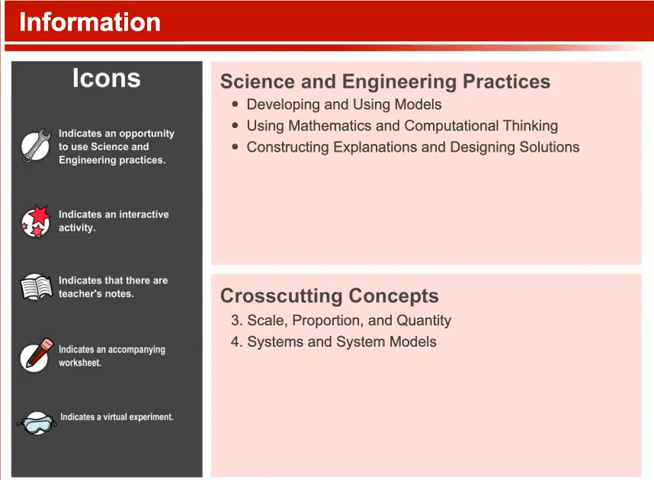 Information
Icons
Indicates an opportunity
to use Science and
Engineering practices.
Indicates an interactive
activity.
Indicates that there are
teacher's notes.
Indicates an accompanying
worksheet.
Indicates a virtual experiment.
Science and Engineering Practices
• Developing and Using Models
• Using Mathematics and Computational Thinking
• Constructing Explanations and Designing Solutions
Crosscutting Concepts
3. Scale, Proportion, and Quantity
4. Systems and System Models